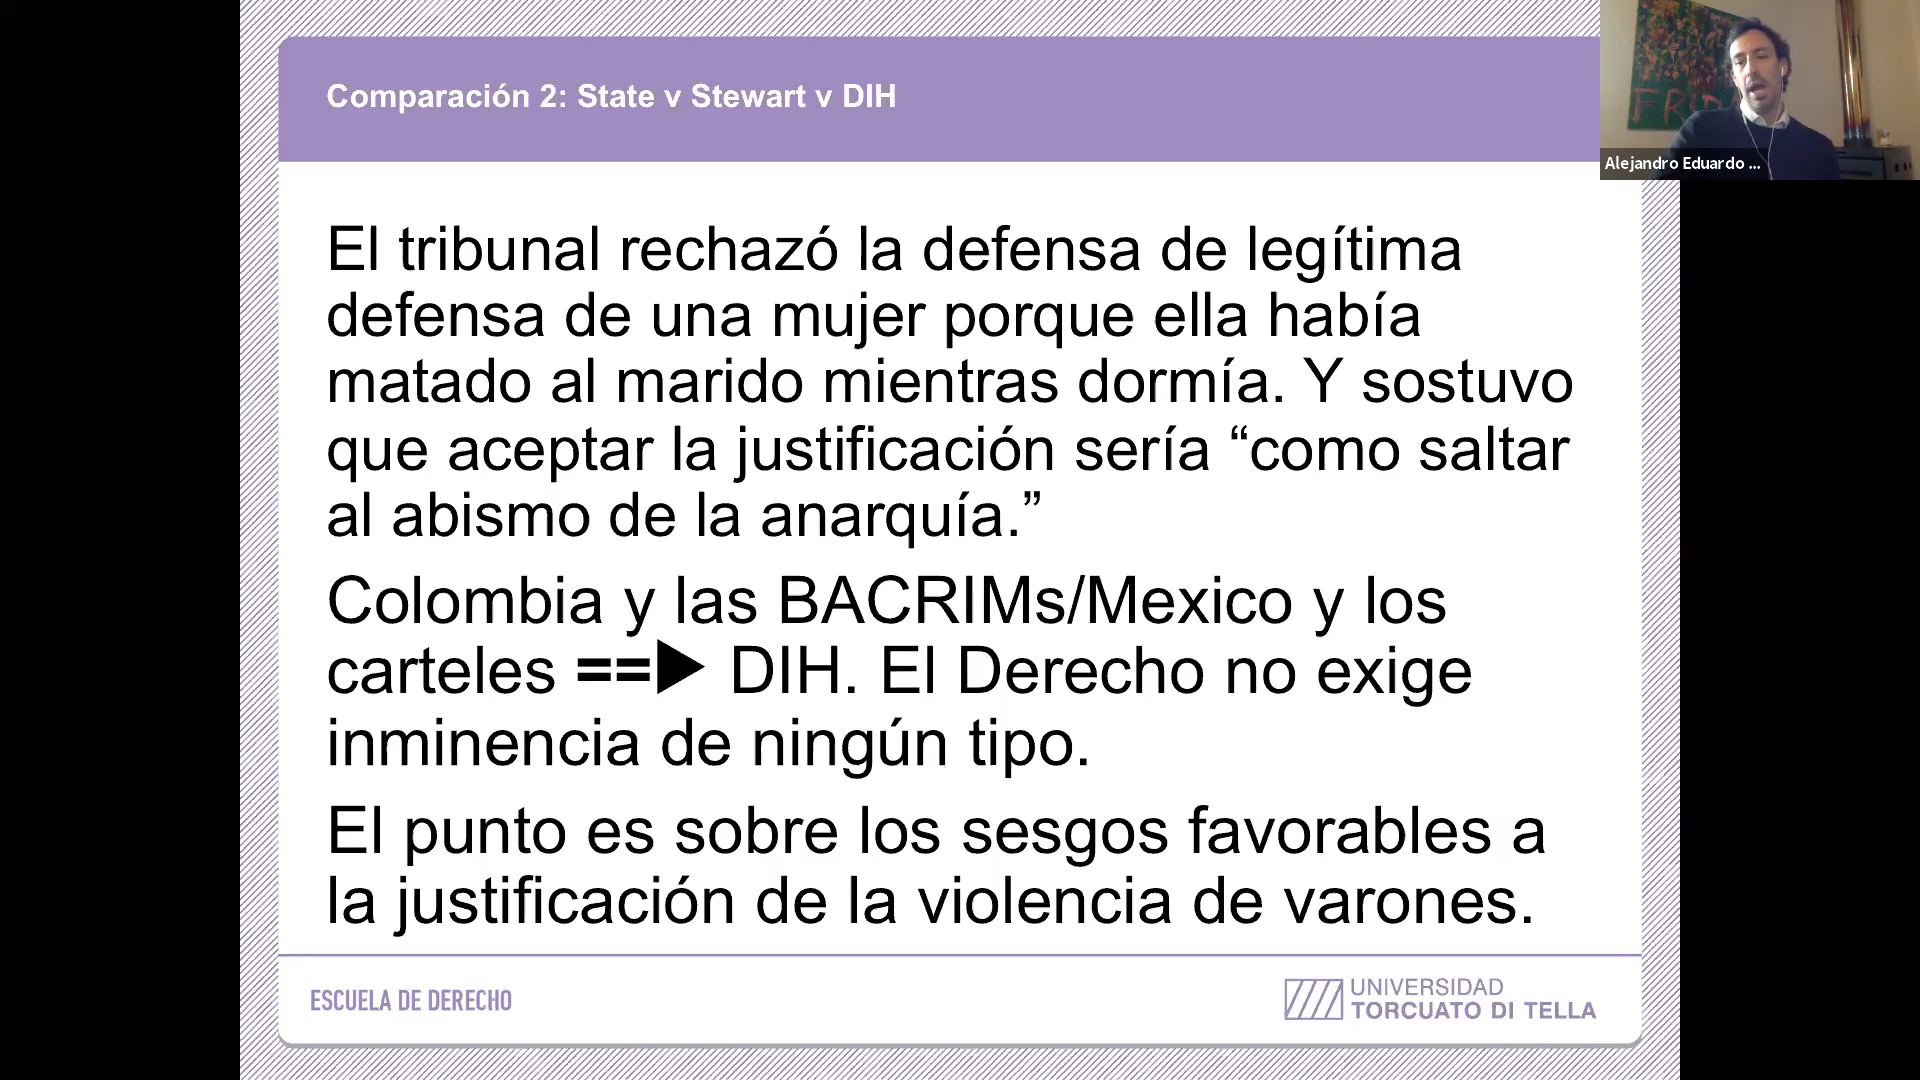 Comparación 2: State v Stewart v DIH
Alejandro Eduardo ...
El tribunal rechazó la defensa de legítima
defensa de una mujer porque ella había
matado al marido mientras dormía. Y sostuvo
que aceptar la justificación sería “como saltar
al abismo de la anarquía.”
Colombia y las BACRIMs/Mexico y los
carteles ==▶ DIH. El Derecho no exige
inminencia de ningún tipo.
El punto es sobre los sesgos favorables a
la justificación de la violencia de varones.
ESCUELA DE DERECHO
UNIVERSIDAD
TORCUATO DI TELLA